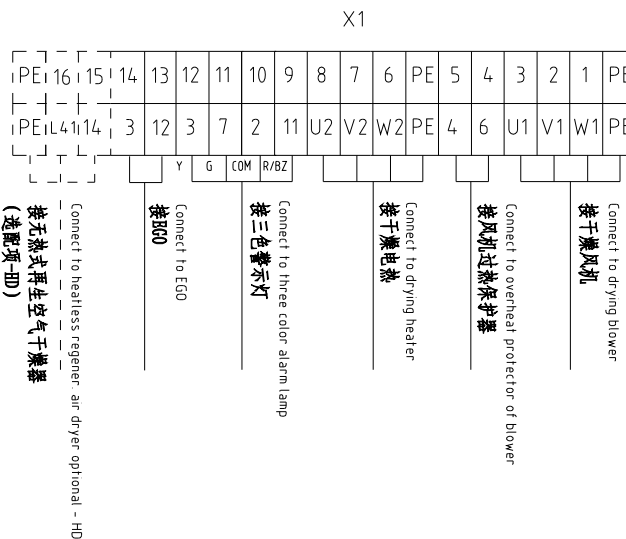 X1
PE 16 15 14 13 12 11 10 9 8 7 6 PE 5 4 3 2 1 PE
PE L41 14 3 12 3 7 2 11 U2 V2 W2 PE 4 6 U1 V1 W1 PE
Y G COM R/BZ
Connect to heatless regener. air dryer optional - HD
接无热式再生空气干燥器
(选配项-HD)
Connect to EGO
接EGO
Connect to three color alarm lamp
接三色警示灯
Connect to drying heater
接干燥电热
Connect to overheat protector of blower
接风机过热保护器
Connect to drying blower
接干燥风机